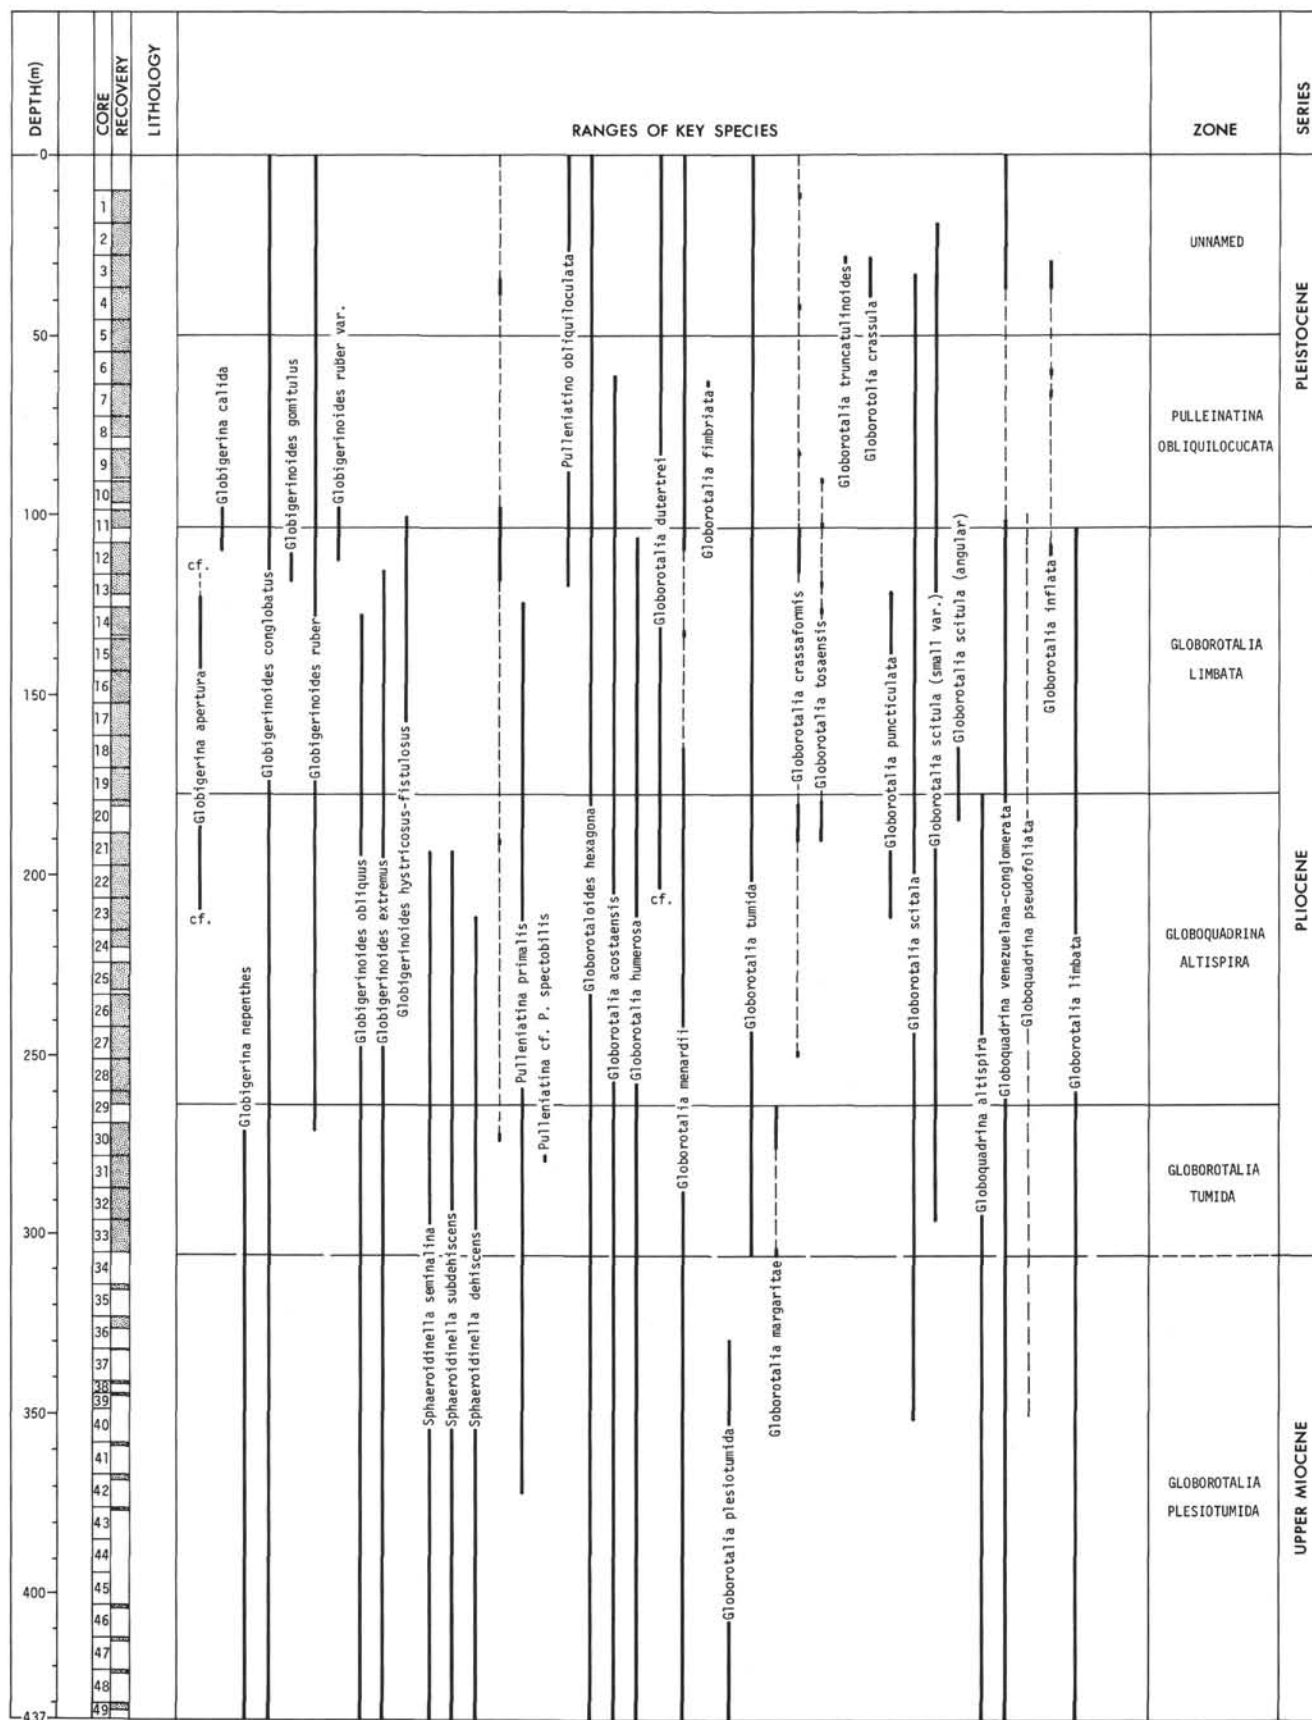 DEPTH(m)
CORE
RECOVERY
LITHOLOGY
RANGES OF KEY SPECIES
ZONE
SERIES
0
50
100
150
200
250
300
350
400
437
1
2
3
4
5
6
7
8
9
10
11
12
13
14
15
16
17
18
19
20
21
22
23
24
25
26
27
28
29
30
31
32
33
34
35
36
37
38
39
40
41
42
43
44
45
46
47
48
49
cf.
Globigerina apertura
cf.
Globigerina calida
Globigerina nepenthes
Globigerinoides conglobatus
Globigerinoides gomitulus
Globigerinoides ruber
Globigerinoides ruber var.
Globigerinoides obliquus
Globigerinoides extremus
Globigerinoides hystricosus-fistulosus
Sphaeroidinella seminalina
Sphaeroidinella subdehiscens
Sphaeroidinella dehiscens
Pulleniatina primalis
Pulleniatina cf. P. spectobilis
Pulleniatino obliquiloculata
Globorotaloides hexagona
Globorotalia acostaensis
Globorotalia humerosa
Globorotalia dutertrei
cf.
Globorotalia menardii
Globorotalia fimbriata
Globorotalia plesiotumida
Globorotalia tumida
Globorotalia margaritae
Globorotalia crassaformis
Globorotalia tosaensis
Globorotalia truncatulinoides
Globorotolia crassula
Globorotalia puncticulata
Globorotalia scitala
Globorotalia scitula (small var.)
Globorotalia scitula (angular)
Globoquadrina altispira
Globoquadrina venezuelana-conglomerata
Globoquadrina pseudofoliata
Globorotalia inflata
Globorotalia limbata
UNNAMED
PULLEINATINA
OBLIQUILOCUCATA
GLOBOROTALIA
LIMBATA
GLOBOQUADRINA
ALTISPIRA
GLOBOROTALIA
TUMIDA
GLOBOROTALIA
PLESIOTUMIDA
PLEISTOCENE
PLIOCENE
UPPER MIOCENE